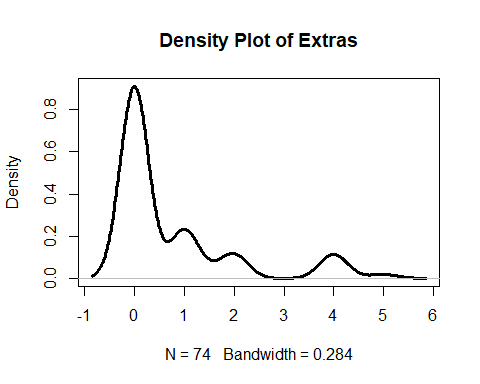 Density Plot of Extras
Density
0.8
0.6
0.4
0.2
0.0
-1 0 1 2 3 4 5 6
N = 74 Bandwidth = 0.284